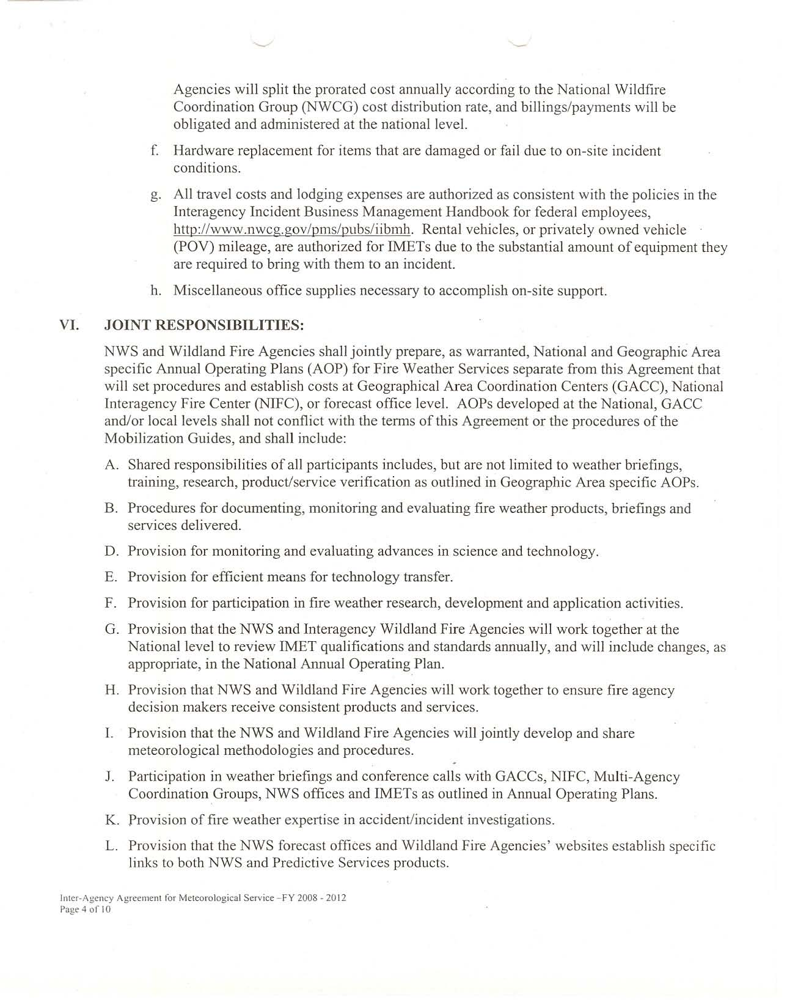 Agencies will split the prorated cost annually according to the National Wildfire
Coordination Group (NWCG) cost distribution rate, and billings/payments will be
obligated and administered at the national level.
f. Hardware replacement for items that are damaged or fail due to on-site incident
conditions.
g. All travel costs and lodging expenses are authorized as consistent with the policies in the
Interagency Incident Business Management Handbook for federal employees,
http://www.nwcg.gov/pms/pubs/iibmh. Rental vehicles, or privately owned vehicle
(POV) mileage, are authorized for IMETs due to the substantial amount of equipment they
are required to bring with them to an incident.
h. Miscellaneous office supplies necessary to accomplish on-site support.
VI. JOINT RESPONSIBILITIES:
NWS and Wildland Fire Agencies shall jointly prepare, as warranted, National and Geographic Area
specific Annual Operating Plans (AOP) for Fire Weather Services separate from this Agreement that
will set procedures and establish costs at Geographical Area Coordination Centers (GACC), National
Interagency Fire Center (NIFC), or forecast office level. AOPs developed at the National, GACC
and/or local levels shall not conflict with the terms of this Agreement or the procedures of the
Mobilization Guides, and shall include:
A. Shared responsibilities of all participants includes, but are not limited to weather briefings,
training, research, product/service verification as outlined in Geographic Area specific AOPs.
B. Procedures for documenting, monitoring and evaluating fire weather products, briefings and
services delivered.
D. Provision for monitoring and evaluating advances in science and technology.
E. Provision for efficient means for technology transfer.
F. Provision for participation in fire weather research, development and application activities.
G. Provision that the NWS and Interagency Wildland Fire Agencies will work together at the
National level to review IMET qualifications and standards annually, and will include changes, as
appropriate, in the National Annual Operating Plan.
H. Provision that NWS and Wildland Fire Agencies will work together to ensure fire agency
decision makers receive consistent products and services.
I. Provision that the NWS and Wildland Fire Agencies will jointly develop and share
meteorological methodologies and procedures.
J. Participation in weather briefings and conference calls with GACCs, NIFC, Multi-Agency
Coordination Groups, NWS offices and IMETs as outlined in Annual Operating Plans.
K. Provision of fire weather expertise in accident/incident investigations.
L. Provision that the NWS forecast offices and Wildland Fire Agencies' websites establish specific
links to both NWS and Predictive Services products.
Inter-Agency Agreement for Meteorological Service –FY 2008 - 2012
Page 4 of 10